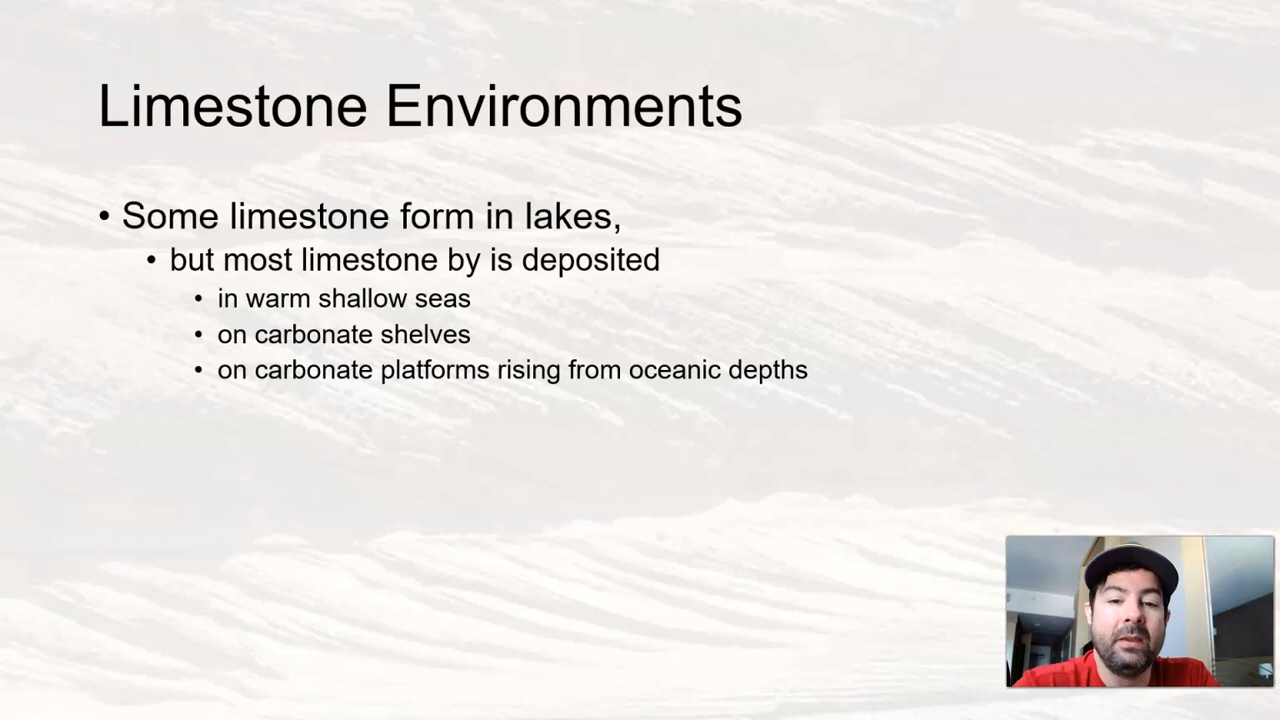 Limestone Environments
• Some limestone form in lakes,
• but most limestone by is deposited
• in warm shallow seas
• on carbonate shelves
• on carbonate platforms rising from oceanic depths